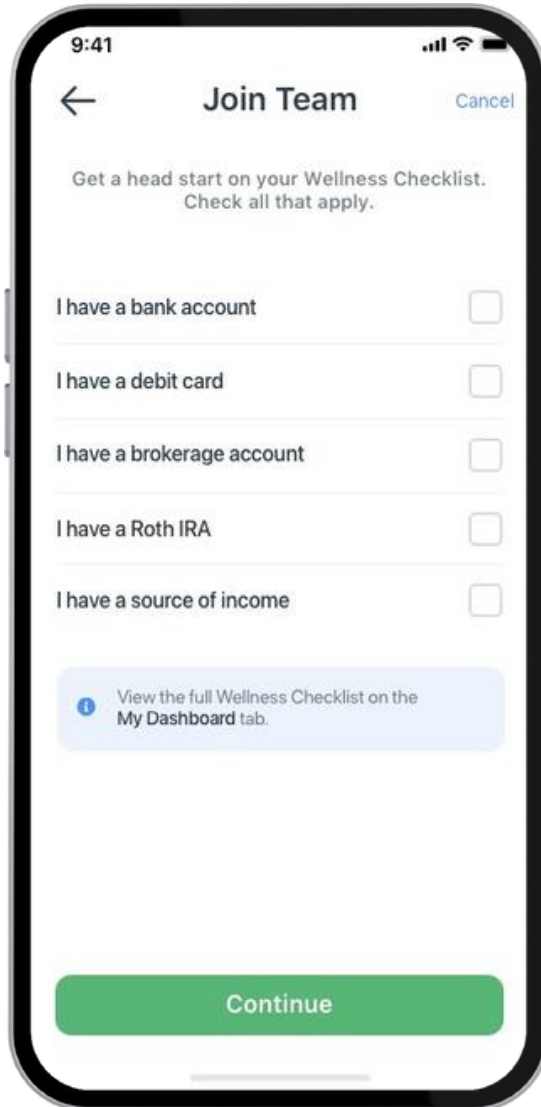 9:41
Join Team
Cancel
Get a head start on your Wellness Checklist.
Check all that apply.
I have a bank account
I have a debit card
I have a brokerage account
I have a Roth IRA
I have a source of income
View the full Wellness Checklist on the
My Dashboard tab.
Continue